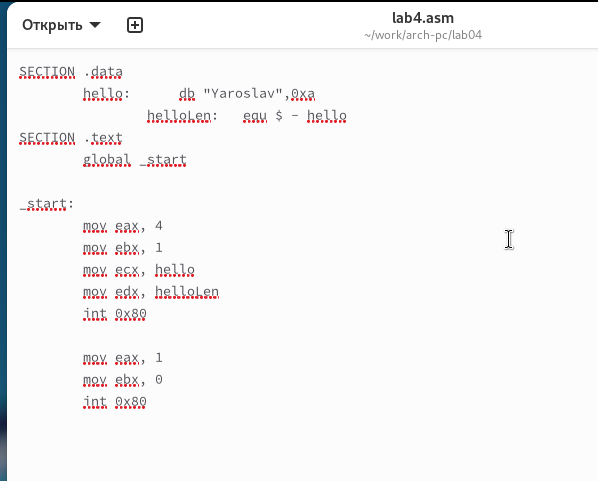 Открыть
lab4.asm
~/work/arch-pc/lab04
SECTION .data
hello: db "Yaroslav",0xa
helloLen: equ $ - hello
SECTION .text
global _start
_start:
mov eax, 4
mov ebx, 1
mov ecx, hello
mov edx, helloLen
int 0x80
mov eax, 1
mov ebx, 0
int 0x80